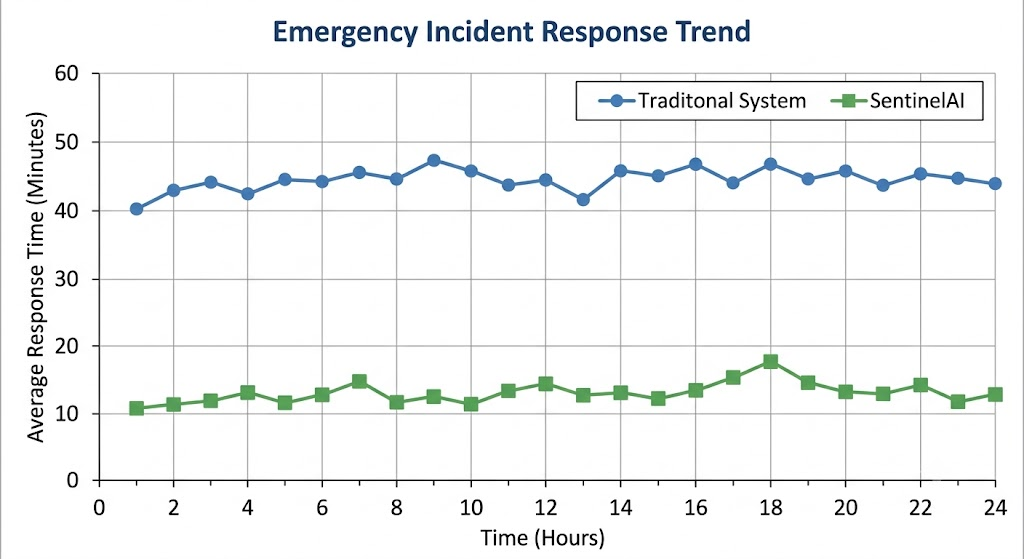 Emergency Incident Response Trend
Average Response Time (Minutes)
60
50
40
30
20
10
0
Traditonal System
SentinelAI
0 2 4 6 8 10 12 14 16 18 20 22 24
Time (Hours)